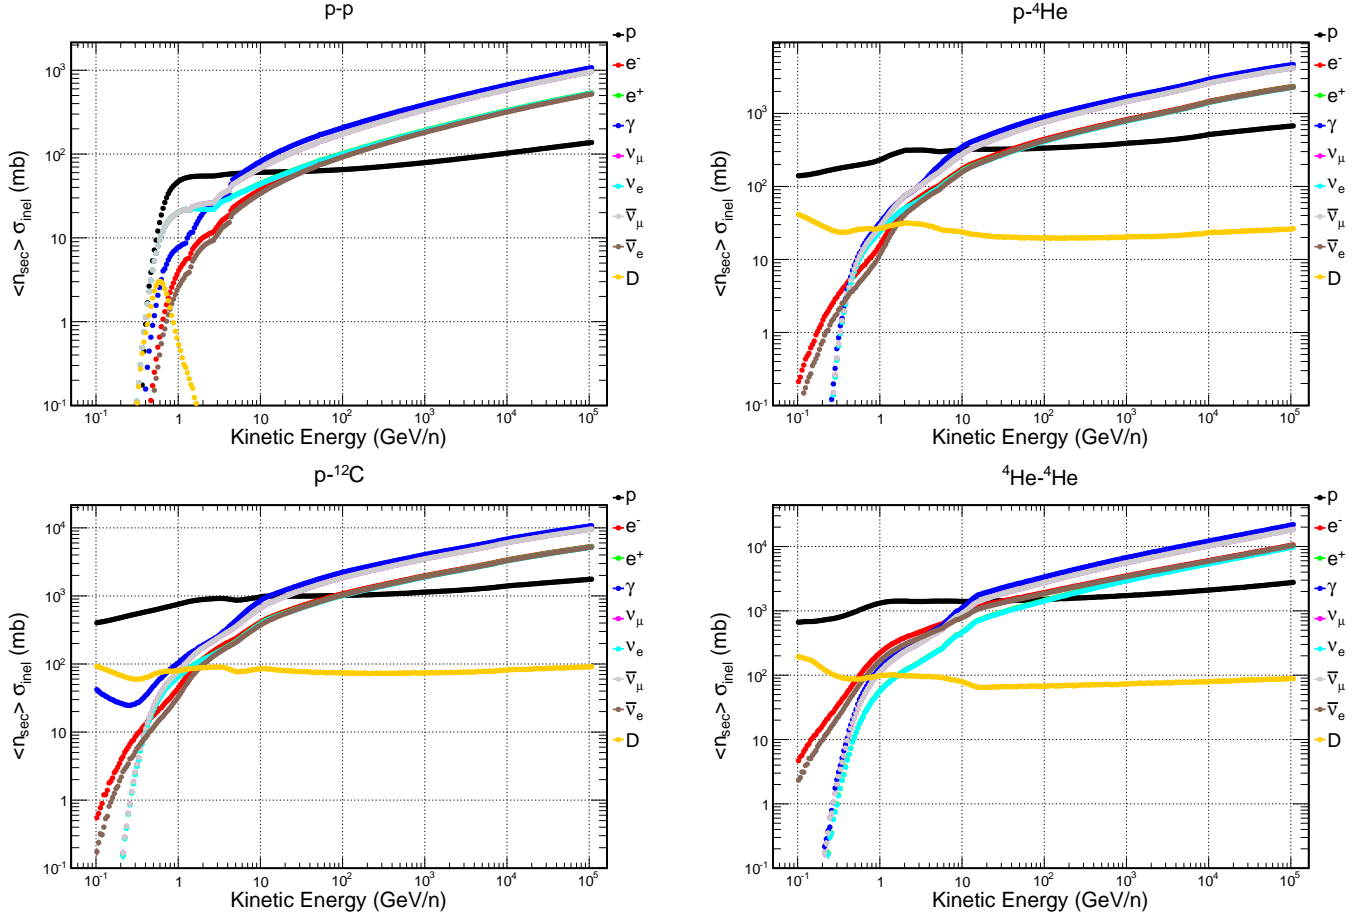 p-p
<n_sec> σ_inel (mb)
10³
10²
10
1
10⁻¹
10⁻¹ 1 10 10² 10³ 10⁴ 10⁵
Kinetic Energy (GeV/n)
p
e⁻
e⁺
γ
ν_μ
ν_e
ν̅_μ
ν̅_e
D
p-⁴He
<n_sec> σ_inel (mb)
10³
10²
10
1
10⁻¹
10⁻¹ 1 10 10² 10³ 10⁴ 10⁵
Kinetic Energy (GeV/n)
p
e⁻
e⁺
γ
ν_μ
ν_e
ν̅_μ
ν̅_e
D
p-¹²C
<n_sec> σ_inel (mb)
10⁴
10³
10²
10
1
10⁻¹
10⁻¹ 1 10 10² 10³ 10⁴ 10⁵
Kinetic Energy (GeV/n)
p
e⁻
e⁺
γ
ν_μ
ν_e
ν̅_μ
ν̅_e
D
⁴He-⁴He
<n_sec> σ_inel (mb)
10⁴
10³
10²
10
1
10⁻¹
10⁻¹ 1 10 10² 10³ 10⁴ 10⁵
Kinetic Energy (GeV/n)
p
e⁻
e⁺
γ
ν_μ
ν_e
ν̅_μ
ν̅_e
D